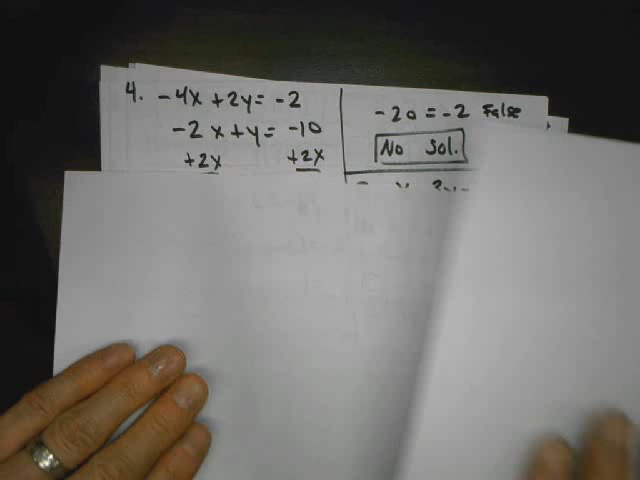 4. -4x + 2y = -2
-2x + y = -10
+2x +2x
-20 = -2 False
No Sol.